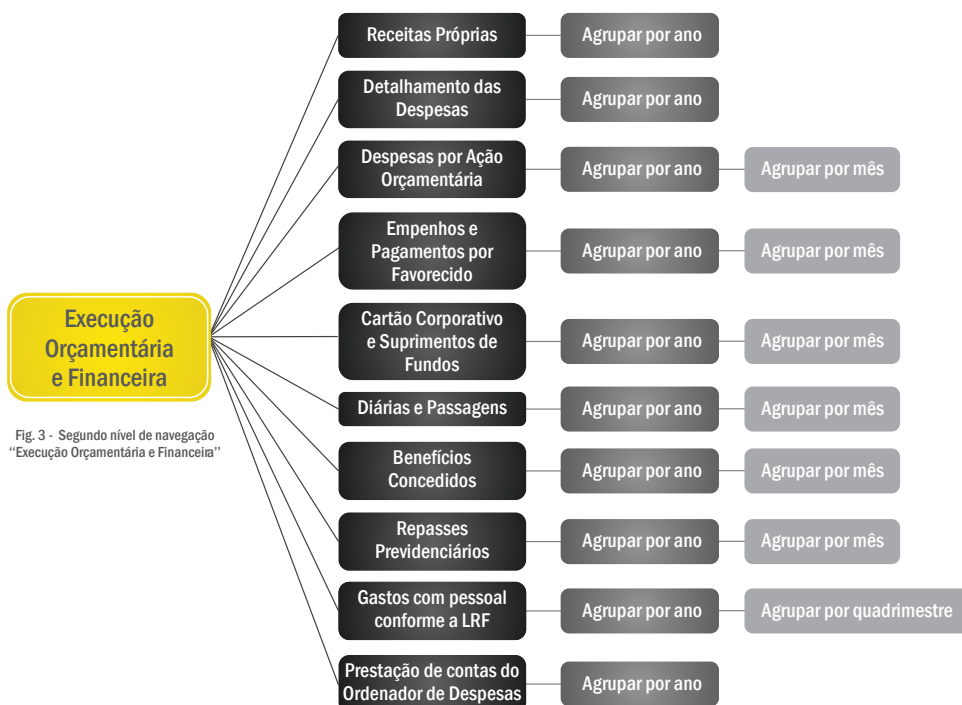 Receitas Próprias
Agrupar por ano
Detalhamento das
Despesas
Agrupar por ano
Despesas por Ação
Orçamentária
Agrupar por ano
Agrupar por mês
Empenhos e
Pagamentos por
Favorecido
Agrupar por ano
Agrupar por mês
Execução
Orçamentária
e Financeira
Cartão Corporativo
e Suprimentos de
Fundos
Agrupar por ano
Agrupar por mês
Diárias e Passagens
Agrupar por ano
Agrupar por mês
Fig. 3 - Segundo nível de navegação
“Execução Orçamentária e Financeira”
Benefícios
Concedidos
Agrupar por ano
Agrupar por mês
Repasses
Previdenciários
Agrupar por ano
Agrupar por mês
Gastos com pessoal
conforme a LRF
Agrupar por ano
Agrupar por quadrimestre
Prestação de contas do
Ordenador de Despesas
Agrupar por ano